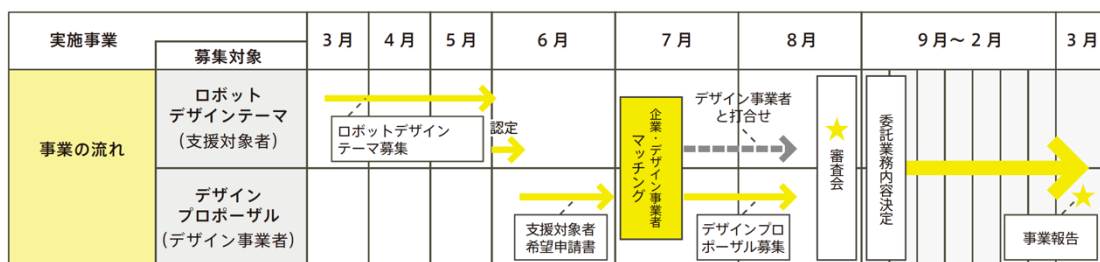 実施事業
募集対象
3月
4月
5月
6月
7月
8月
9月〜2月
3月
事業の流れ
ロボット
デザインテーマ
(支援対象者)
ロボットデザイン
テーマ募集
認定
企業・デザイン事業者
マッチング
デザイン事業者
と打合せ
審査会
委託業務内容決定
デザイン
プロポーザル
(デザイン事業者)
支援対象者
希望申請書
デザインプロ
ポーザル募集
事業報告